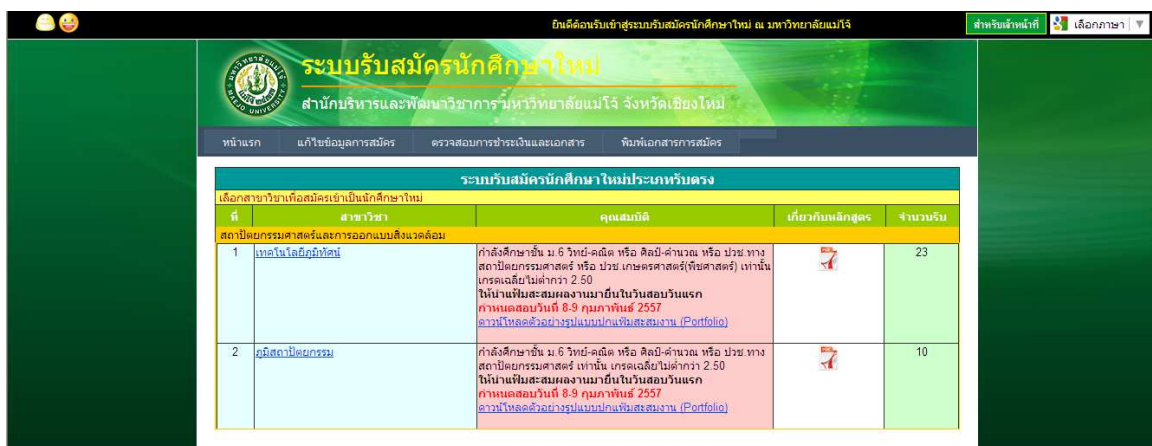 ยินดีต้อนรับเข้าสู่ระบบรับสมัครนักศึกษาใหม่ ณ มหาวิทยาลัยแม่โจ้
สำหรับเจ้าหน้าที่
เลือกภาษา
ระบบรับสมัครนักศึกษาใหม่
สำนักบริหารและพัฒนาวิชาการ มหาวิทยาลัยแม่โจ้ จังหวัดเชียงใหม่
หน้าแรก แก้ไขข้อมูลการสมัคร ตรวจสอบการชำระเงินและเอกสาร พิมพ์เอกสารการสมัคร
ระบบรับสมัครนักศึกษาใหม่ประเภทรับตรง
เลือกสาขาวิชาเพื่อสมัครเข้าเป็นนักศึกษาใหม่
ที่ สาขาวิชา คุณสมบัติ เกี่ยวกับหลักสูตร จำนวนรับ
สถาปัตยกรรมศาสตร์และการออกแบบสิ่งแวดล้อม
1 เทคโนโลยีภูมิทัศน์ กำลังศึกษาชั้น ม.6 วิทย์-คณิต หรือ ศิลป์-คำนวณ หรือ ปวช.ทาง 23
สถาปัตยกรรมศาสตร์ หรือ ปวช.เกษตรศาสตร์(พืชศาสตร์) เท่านั้น
เกรดเฉลี่ยไม่ต่ำกว่า 2.50
ให้นำแฟ้มสะสมผลงานมายื่นในวันสอบวันแรก
กำหนดสอบวันที่ 8-9 กุมภาพันธ์ 2557
ดาวน์โหลดตัวอย่างรูปแบบปกแฟ้มสะสมงาน (Portfolio)
2 ภูมิสถาปัตยกรรม กำลังศึกษาชั้น ม.6 วิทย์-คณิต หรือ ศิลป์-คำนวณ หรือ ปวช.ทาง 10
สถาปัตยกรรมศาสตร์ เท่านั้น เกรดเฉลี่ยไม่ต่ำกว่า 2.50
ให้นำแฟ้มสะสมผลงานมายื่นในวันสอบวันแรก
กำหนดสอบวันที่ 8-9 กุมภาพันธ์ 2557
ดาวน์โหลดตัวอย่างรูปแบบปกแฟ้มสะสมงาน (Portfolio)